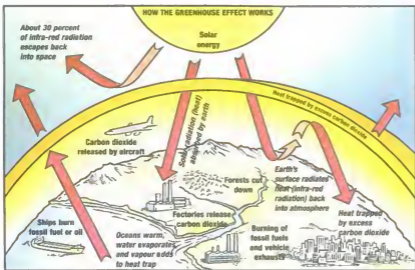 HOW THE GREENHOUSE EFFECT WORKS
Solar
energy
About 30 percent
of infra-red radiation
escapes back
into space
Heat trapped by excess carbon dioxide
Carbon dioxide
released by aircraft
Solar radiation (heat)
absorbed by earth
Forests cut
down
Earth's
surface radiates
heat (infra-red
radiation) back
into atmosphere
Ships burn
fossil fuel or oil
Factories release
carbon dioxide
Oceans warm,
water evaporates
and vapour adds
to heat trap
Burning of
fossil fuels
and vehicle
exhausts
Heat trapped
by excess
carbon dioxide